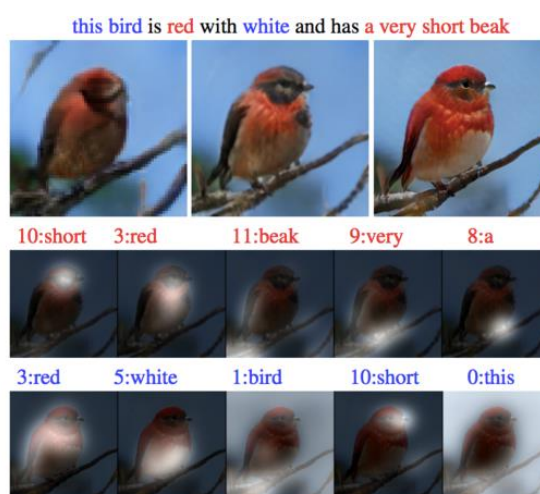 this bird is red with white and has a very short beak
10:short 3:red 11:beak 9:very 8:a
3:red 5:white 1:bird 10:short 0:this